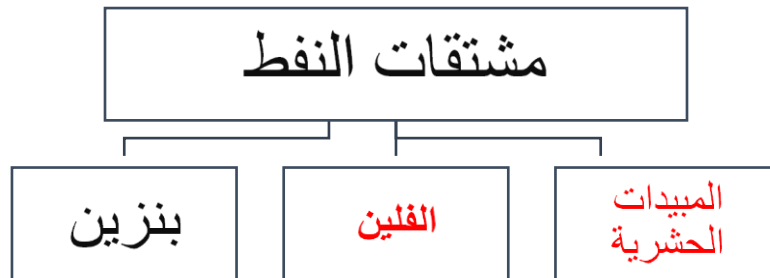 مشتقات النفط
المبيدات
الحشرية
الفلين
بنزين